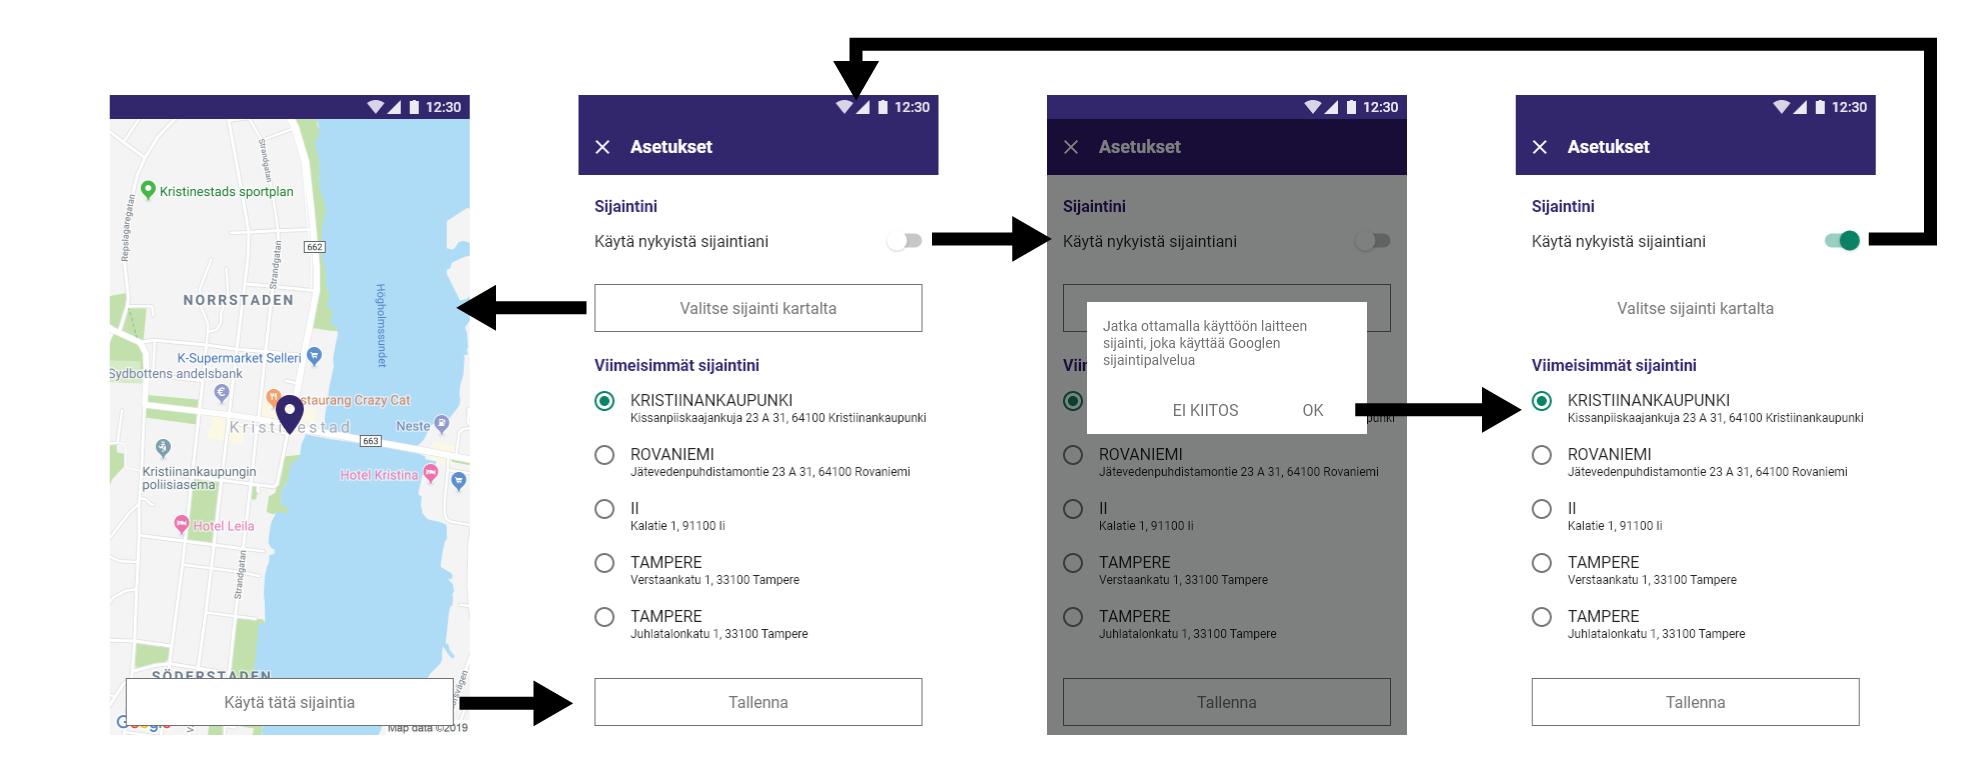 12:30
Strandgatan
Kristinestads sportplan
Repslagaregatan
662
Strandgatan
NORRSTADEN
Högholmssundet
K-Supermarket Selleri
Sydbottens andelsbank
staurang Crazy Cat
Kristi estad
Neste
663
Kristiinankaupungin
poliisiasema
Hotel Kristina
Hotel Leila
Strandgatan
SÖDERSTADEN
Käytä tätä sijaintia
Google
Map data ©2019
12:30
Asetukset
Sijaintini
Käytä nykyistä sijaintiani
Valitse sijainti kartalta
Viimeisimmät sijaintini
KRISTIINANKAUPUNKI
Kissanpiiskaajankuja 23 A 31, 64100 Kristiinankaupunki
ROVANIEMI
Jätevedenpuhdistamontie 23 A 31, 64100 Rovaniemi
II
Kalatie 1, 91100 Ii
TAMPERE
Verstaankatu 1, 33100 Tampere
TAMPERE
Juhlatalonkatu 1, 33100 Tampere
Tallenna
12:30
Asetukset
Sijaintini
Käytä nykyistä sijaintiani
Jatka ottamalla käyttöön laitteen
sijainti, joka käyttää Googlen
sijaintipalvelua
Viir
EI KIITOS OK
punki
ROVANIEMI
Jätevedenpuhdistamontie 23 A 31, 64100 Rovaniemi
II
Kalatie 1, 91100 Ii
TAMPERE
Verstaankatu 1, 33100 Tampere
TAMPERE
Juhlatalonkatu 1, 33100 Tampere
Tallenna
12:30
Asetukset
Sijaintini
Käytä nykyistä sijaintiani
Valitse sijainti kartalta
Viimeisimmät sijaintini
KRISTIINANKAUPUNKI
Kissanpiiskaajankuja 23 A 31, 64100 Kristiinankaupunki
ROVANIEMI
Jätevedenpuhdistamontie 23 A 31, 64100 Rovaniemi
II
Kalatie 1, 91100 Ii
TAMPERE
Verstaankatu 1, 33100 Tampere
TAMPERE
Juhlatalonkatu 1, 33100 Tampere
Tallenna